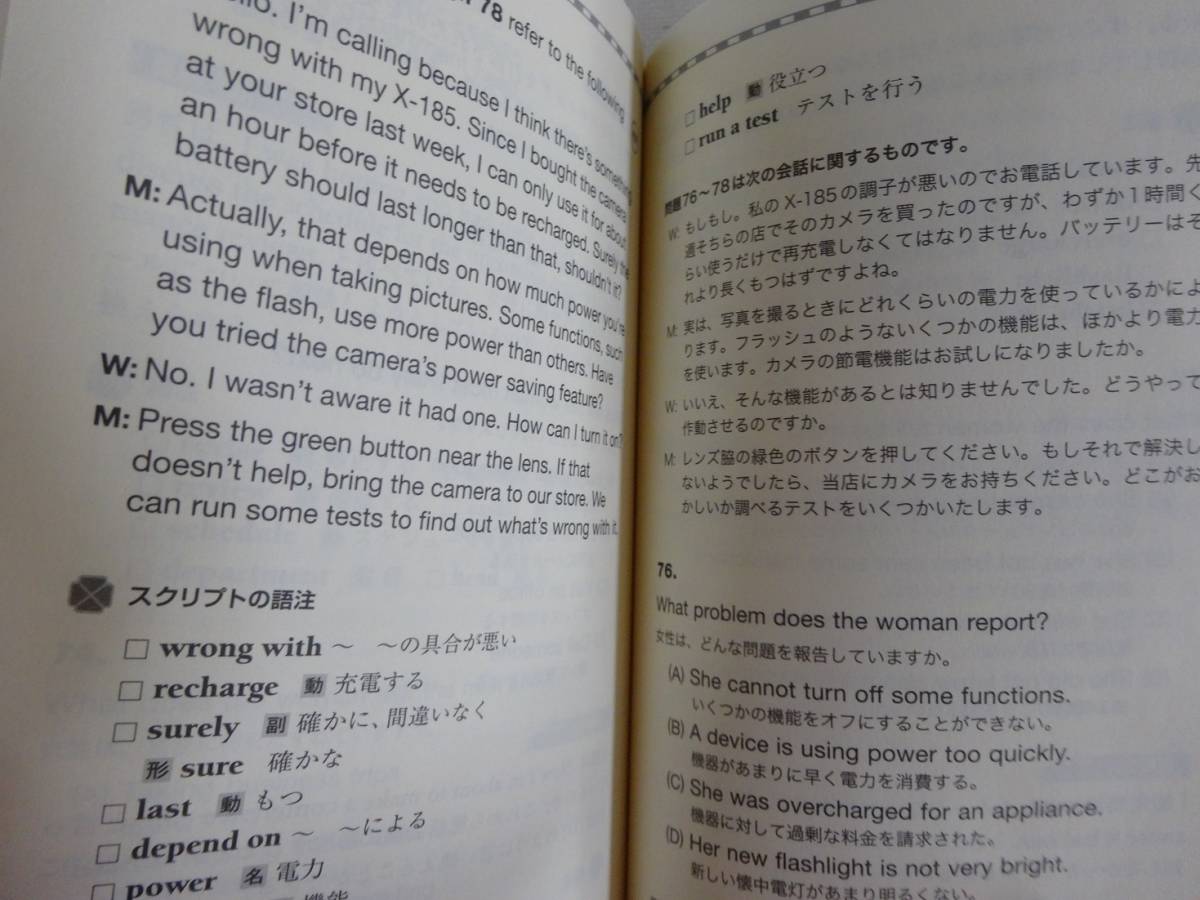 78 refer to the following
I'm calling because I think there's something
wrong with my X-185. Since I bought the camera
at your store last week, I can only use it for about
an hour before it needs to be recharged. Surely the
battery should last longer than that, shouldn't it?
M: Actually, that depends on how much power you're
using when taking pictures. Some functions, such
as the flash, use more power than others. Have
you tried the camera's power saving feature?
W: No. I wasn't aware it had one. How can I turn it on?
M: Press the green button near the lens. If that
doesn't help, bring the camera to our store. We
can run some tests to find out what's wrong with it.
スクリプトの語注
□ wrong with ～ ～の具合が悪い
□ recharge 動 充電する
□ surely 副 確かに、間違いなく
形 sure 確かな
□ last 動 もつ
□ depend on ～ ～による
□ power 名 電力
機能
□ help 動 役立つ
□ run a test テストを行う
問題76～78は次の会話に関するものです。
W: もしもし。私のX-185の調子が悪いのでお電話しています。先
週そちらの店でそのカメラを買ったのですが、わずか1時間く
らい使うだけで再充電しなくてはなりません。バッテリーはそ
れより長くもつはずですよね。
M: 実は、写真を撮るときにどれくらいの電力を使っているかによ
ります。フラッシュのようないくつかの機能は、ほかより電力
を使います。カメラの節電機能はお試しになりましたか。
W: いいえ、そんな機能があるとは知りませんでした。どうやって
作動させるのですか。
M: レンズ脇の緑色のボタンを押してください。もしそれで解決し
ないようでしたら、当店にカメラをお持ちください。どこがお
かしいか調べるテストをいくつかいたします。
76.
What problem does the woman report?
女性は、どんな問題を報告していますか。
(A) She cannot turn off some functions.
いくつかの機能をオフにすることができない。
(B) A device is using power too quickly.
機器があまりに早く電力を消費する。
(C) She was overcharged for an appliance.
機器に対して過剰な料金を請求された。
(D) Her new flashlight is not very bright.
新しい懐中電灯があまり明るくない。